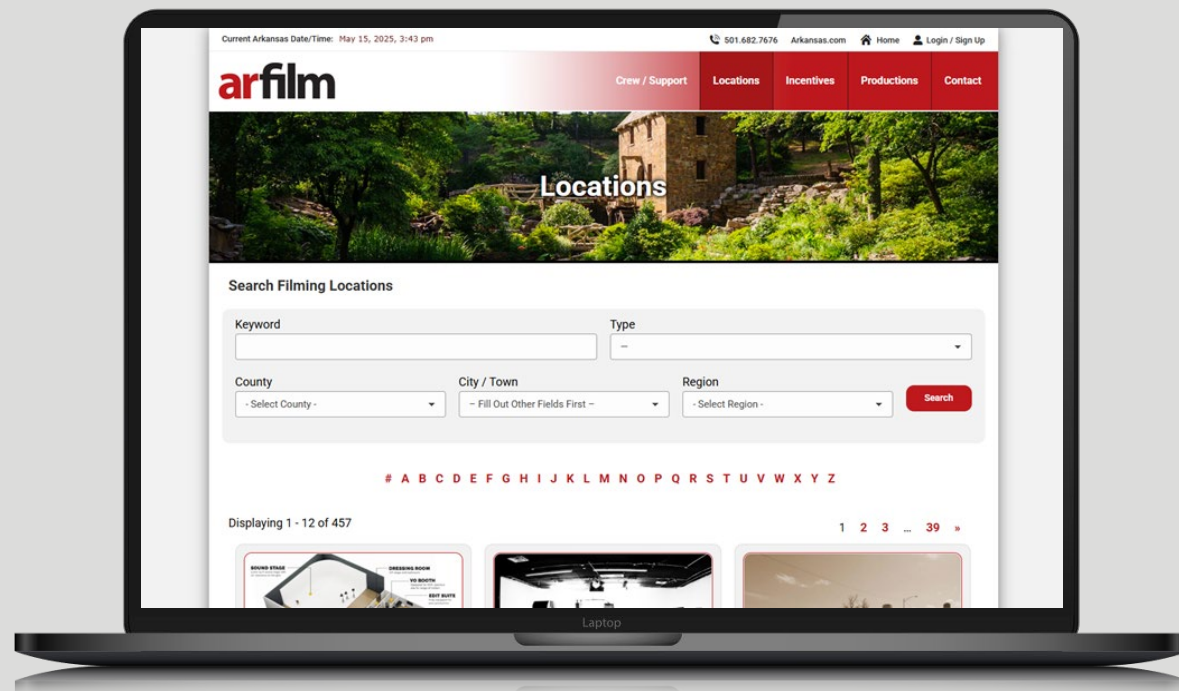 Current Arkansas Date/Time: May 15, 2025, 3:43 pm
501.682.7676 Arkansas.com Home Login / Sign Up
arfilm
Crew / Support Locations Incentives Productions Contact
Locations
Search Filming Locations
Keyword Type
--
County City / Town Region
- Select County - -- Fill Out Other Fields First -- - Select Region - Search
# A B C D E F G H I J K L M N O P Q R S T U V W X Y Z
Displaying 1 - 12 of 457 1 2 3 ... 39 »
SOUND STAGE
DRESSING ROOM
VO BOOTH
EDIT SUITE
Laptop